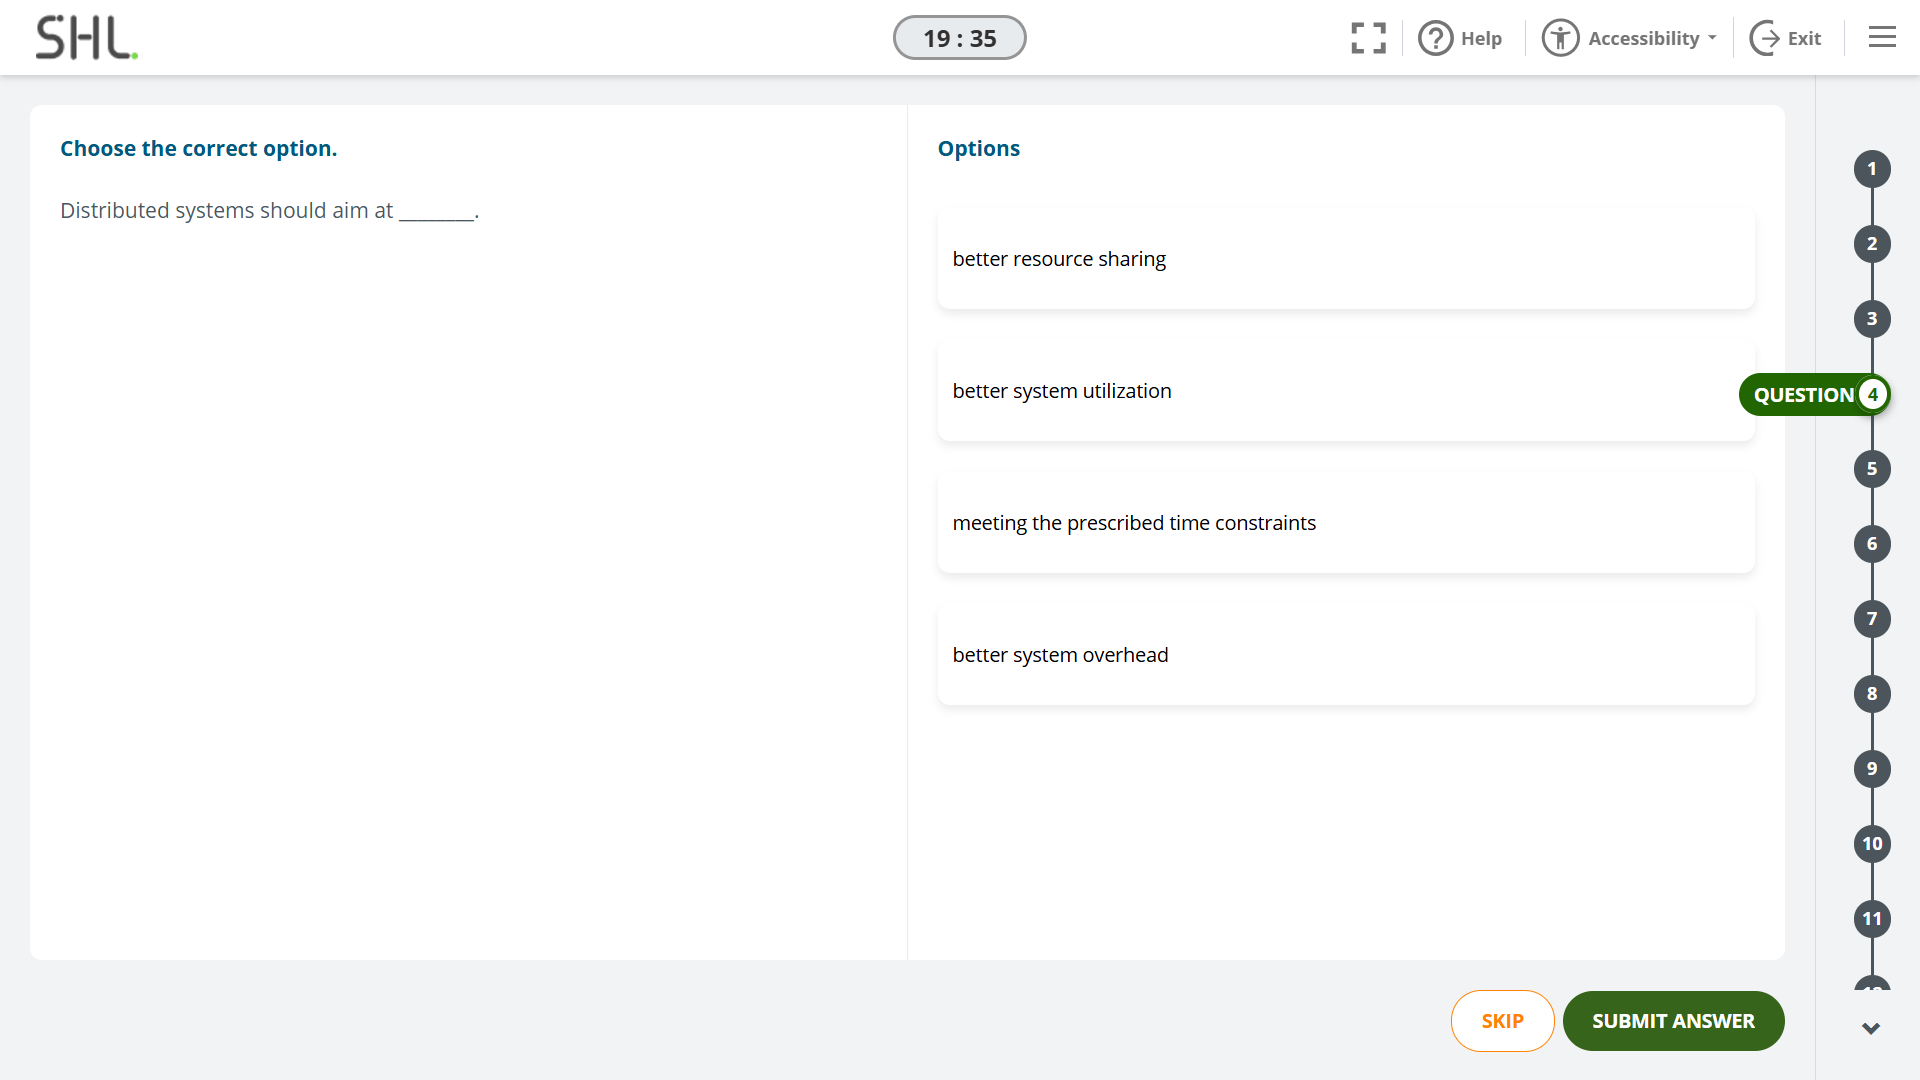 SHL.
19 : 35
Help
Accessibility
Exit
Choose the correct option.
Distributed systems should aim at ________.
Options
better resource sharing
better system utilization
meeting the prescribed time constraints
better system overhead
1
2
3
QUESTION 4
5
6
7
8
9
10
11
SKIP
SUBMIT ANSWER